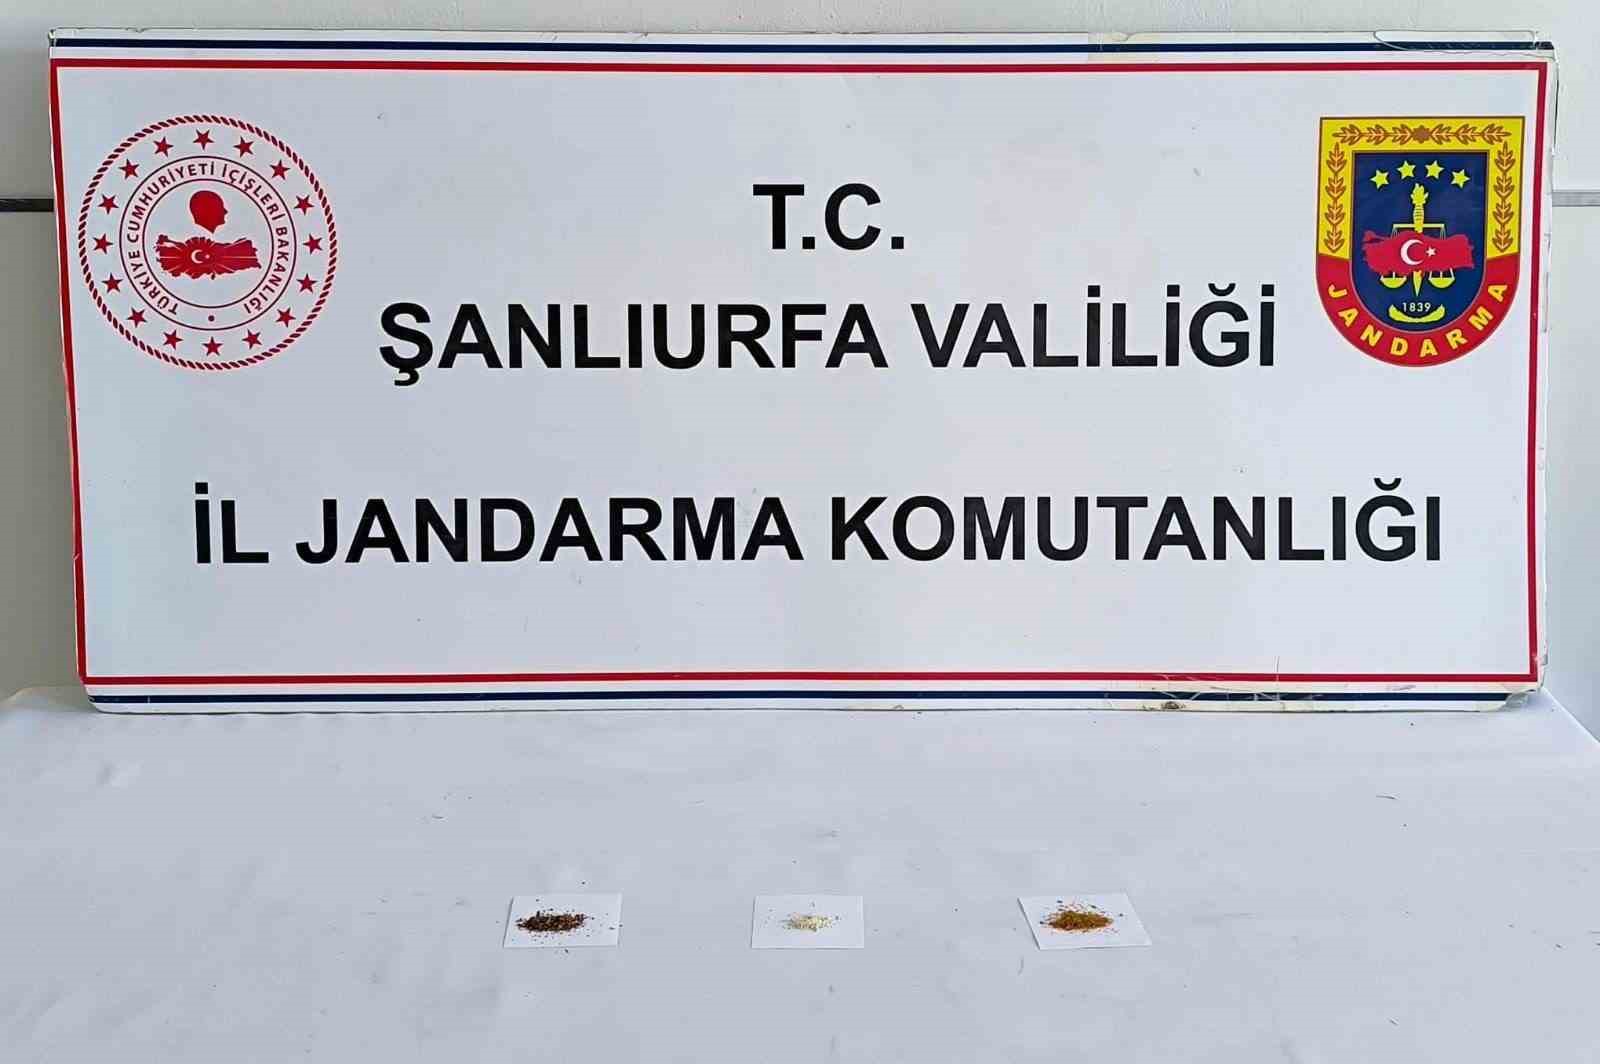 T.C.
ŞANLIURFA VALİLİĞİ
İL JANDARMA KOMUTANLIĞI
TÜRKİYE CUMHURİYETİ İÇİŞLERİ BAKANLIĞI
1839
JANDARMA